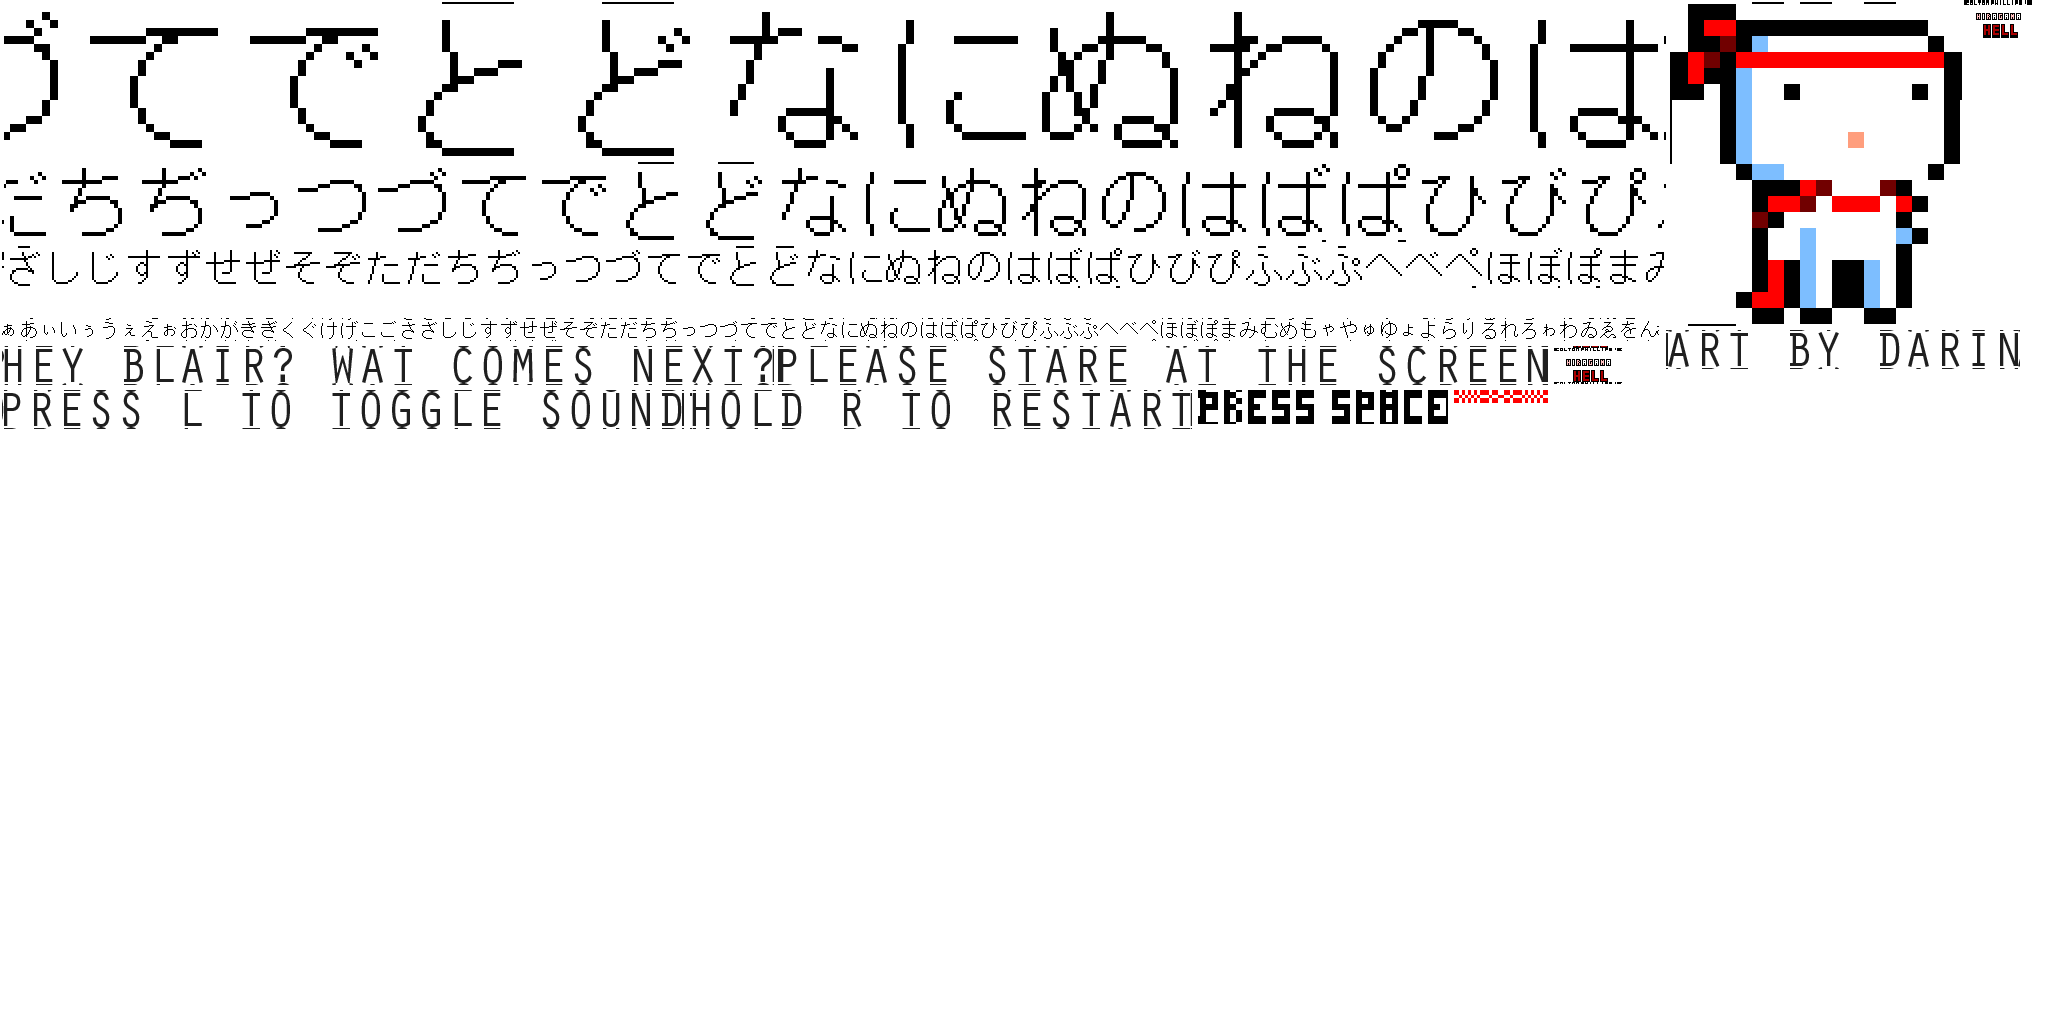 づてでとどなにぬねのは
ごちぢっつづてでとどなにぬねのはばぱひびぴ
ざしじすずせぜそぞただちぢっつづてでとどなにぬねのはばぱひびぴふぶぷへべぺほぼぽまみ
ぁあぃいぅうぇえぉおかがきぎくぐけげこごさざしじすずせぜそぞただちぢっつづてでとどなにぬねのはばぱひびぴふぶぷへべぺほぼぽまみむめもゃやゅゆょよらりるれろゎわゐゑをん
HIRAGANA
HELL
ART BY DARIN
HEY BLAIR? WAT COMES NEXT?
PLEASE STARE AT THE SCREEN
HIRAGANA
HELL
PRESS L TO TOGGLE SOUND
HOLD R TO RESTART
PRESS SPACE